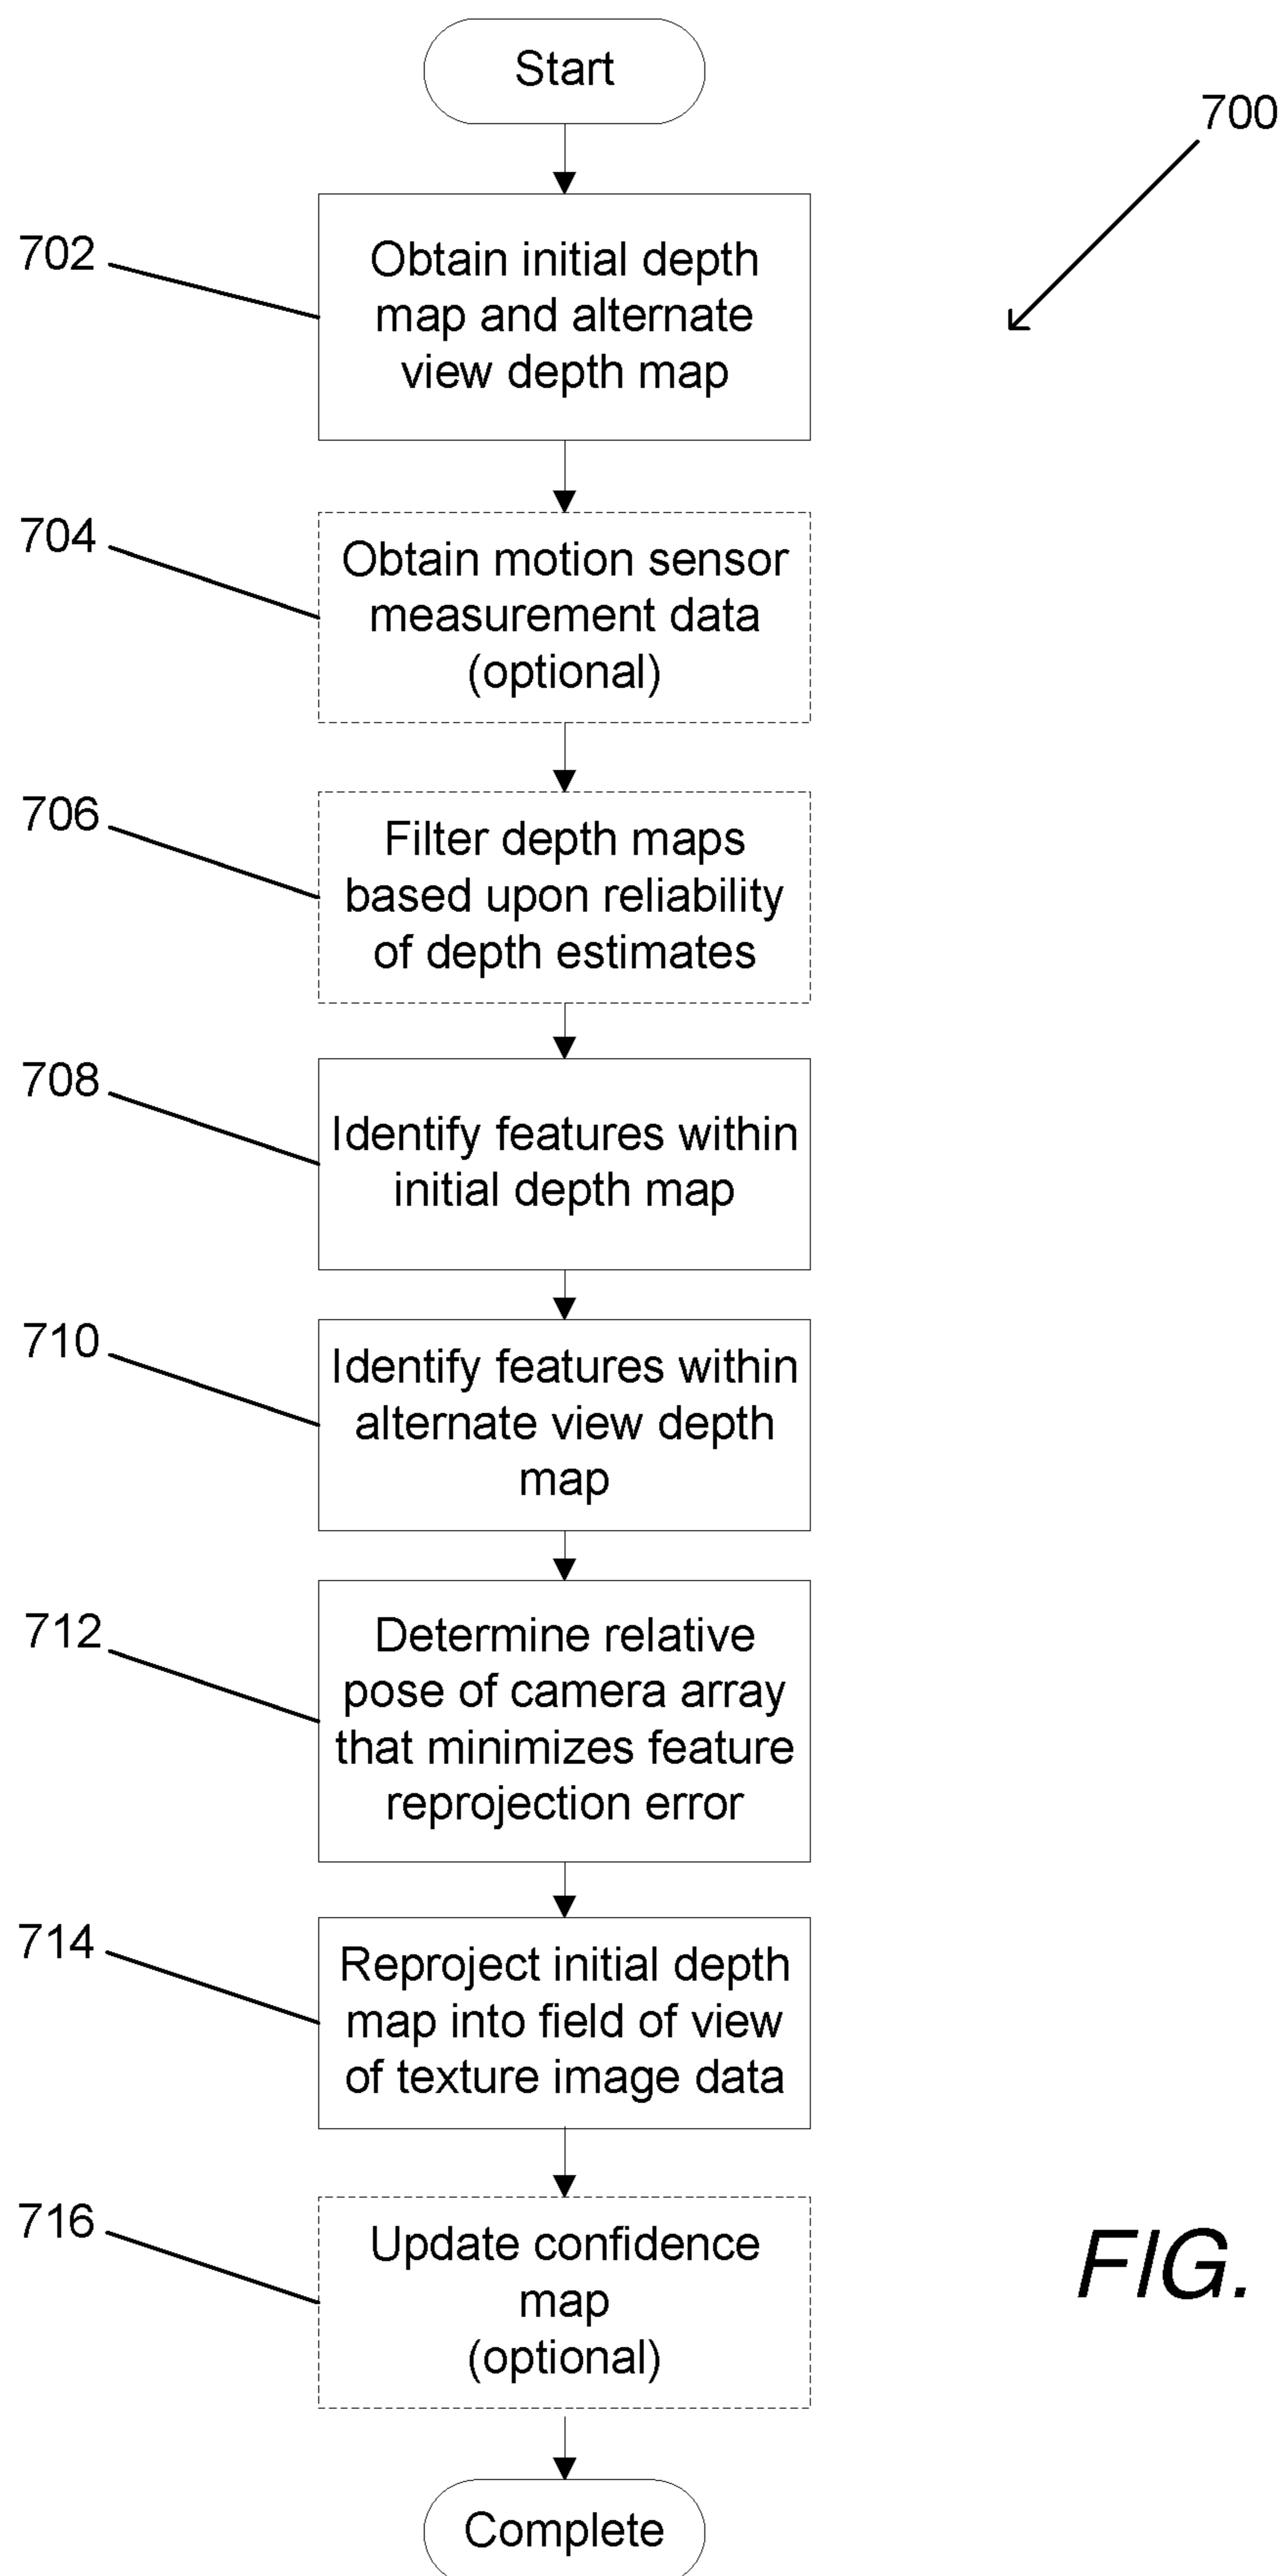 Start
700
702
Obtain initial depth
map and alternate
view depth map
704
Obtain motion sensor
measurement data
(optional)
706
Filter depth maps
based upon reliability
of depth estimates
708
Identify features within
initial depth map
710
Identify features within
alternate view depth
map
712
Determine relative
pose of camera array
that minimizes feature
reprojection error
714
Reproject initial depth
map into field of view
of texture image data
716
Update confidence
map
(optional)
FIG.
Complete